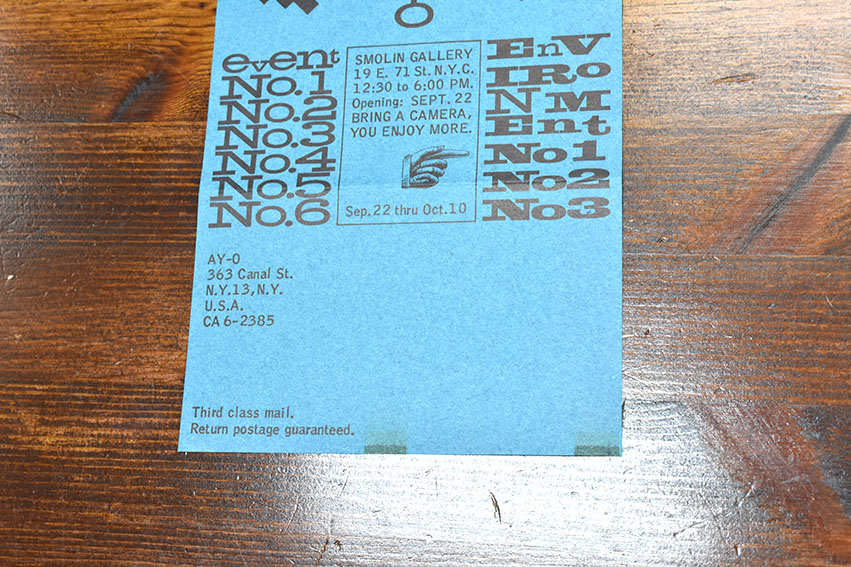 event
No.1
No.2
No.3
No.4
No.5
No.6
SMOLIN GALLERY
19 E. 71 St. N.Y.C.
12:30 to 6:00 PM.
Opening: SEPT. 22
BRING A CAMERA,
YOU ENJOY MORE.
Sep.22 thru Oct.10
EnV
IRo
NM
Ent
No1
No2
No3
AY-O
363 Canal St.
N.Y.13,N.Y.
U.S.A.
CA 6-2385
Third class mail.
Return postage guaranteed.